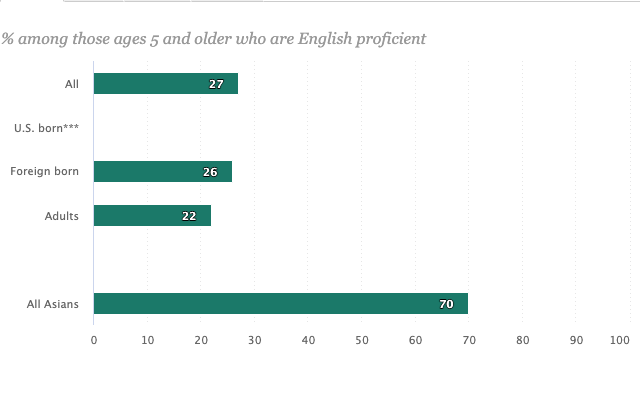 % among those ages 5 and older who are English proficient
All 27
U.S. born***
Foreign born 26
Adults 22
All Asians 70
0 10 20 30 40 50 60 70 80 90 100